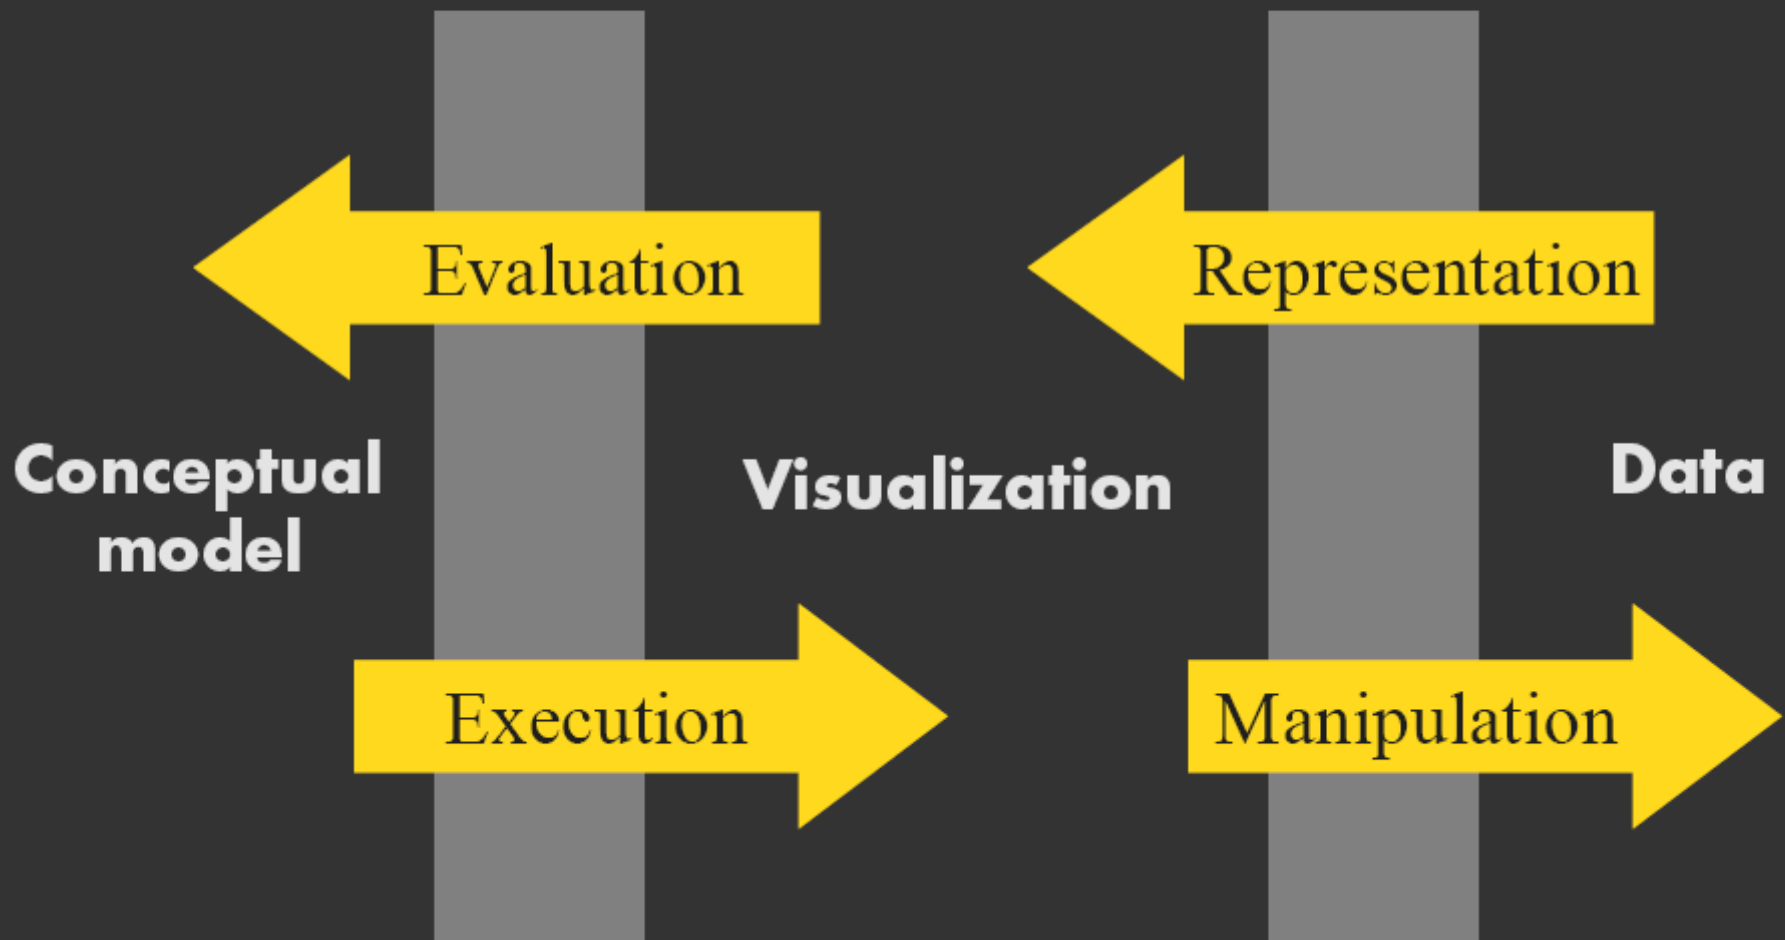 Evaluation
Representation
Conceptual
model
Visualization
Data
Execution
Manipulation